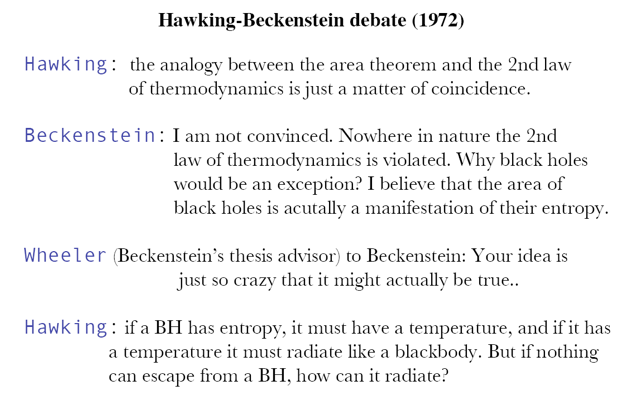 Hawking-Beckenstein debate (1972)
Hawking: the analogy between the area theorem and the 2nd law
of thermodynamics is just a matter of coincidence.
Beckenstein: I am not convinced. Nowhere in nature the 2nd
law of thermodynamics is violated. Why black holes
would be an exception? I believe that the area of
black holes is acutally a manifestation of their entropy.
Wheeler (Beckenstein's thesis advisor) to Beckenstein: Your idea is
just so crazy that it might actually be true..
Hawking: if a BH has entropy, it must have a temperature, and if it has
a temperature it must radiate like a blackbody. But if nothing
can escape from a BH, how can it radiate?